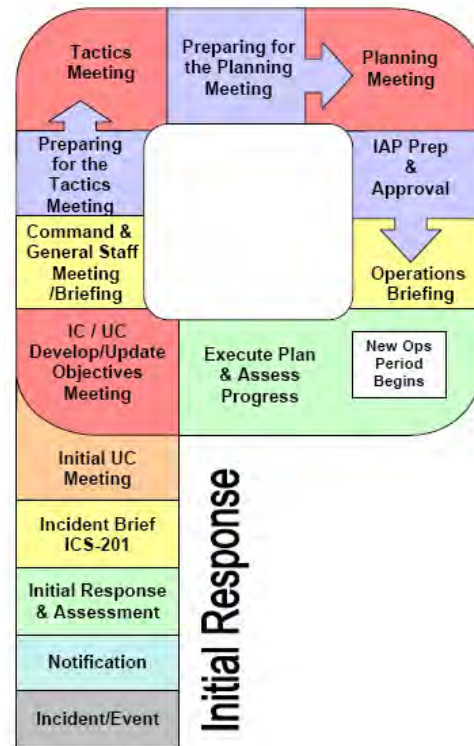 Tactics
Meeting
Preparing for
the Planning
Meeting
Planning
Meeting
Preparing
for the
Tactics
Meeting
IAP Prep
&
Approval
Command &
General Staff
Meeting
/Briefing
Operations
Briefing
IC / UC
Develop/Update
Objectives
Meeting
Execute Plan
& Assess
Progress
New Ops
Period
Begins
Initial UC
Meeting
Incident Brief
ICS-201
Initial Response
& Assessment
Notification
Incident/Event
Initial Response